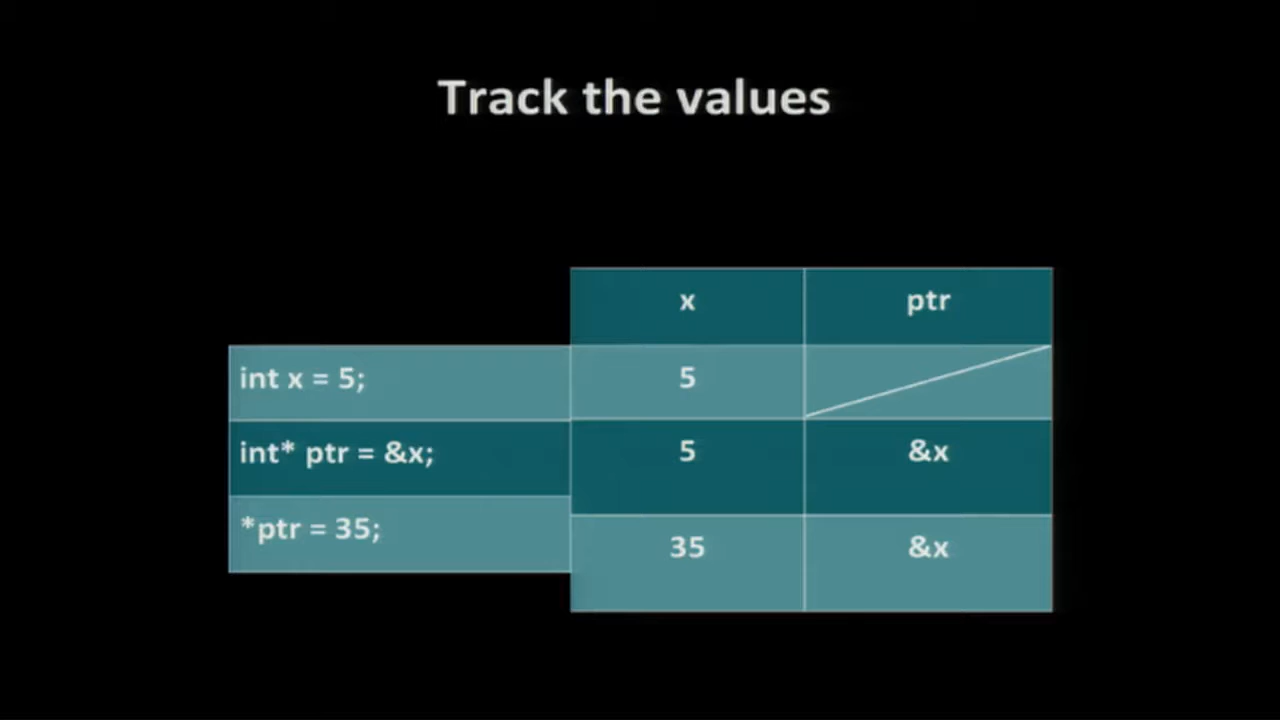 Track the values
x ptr
int x = 5; 5
int* ptr = &x; 5 &x
*ptr = 35; 35 &x